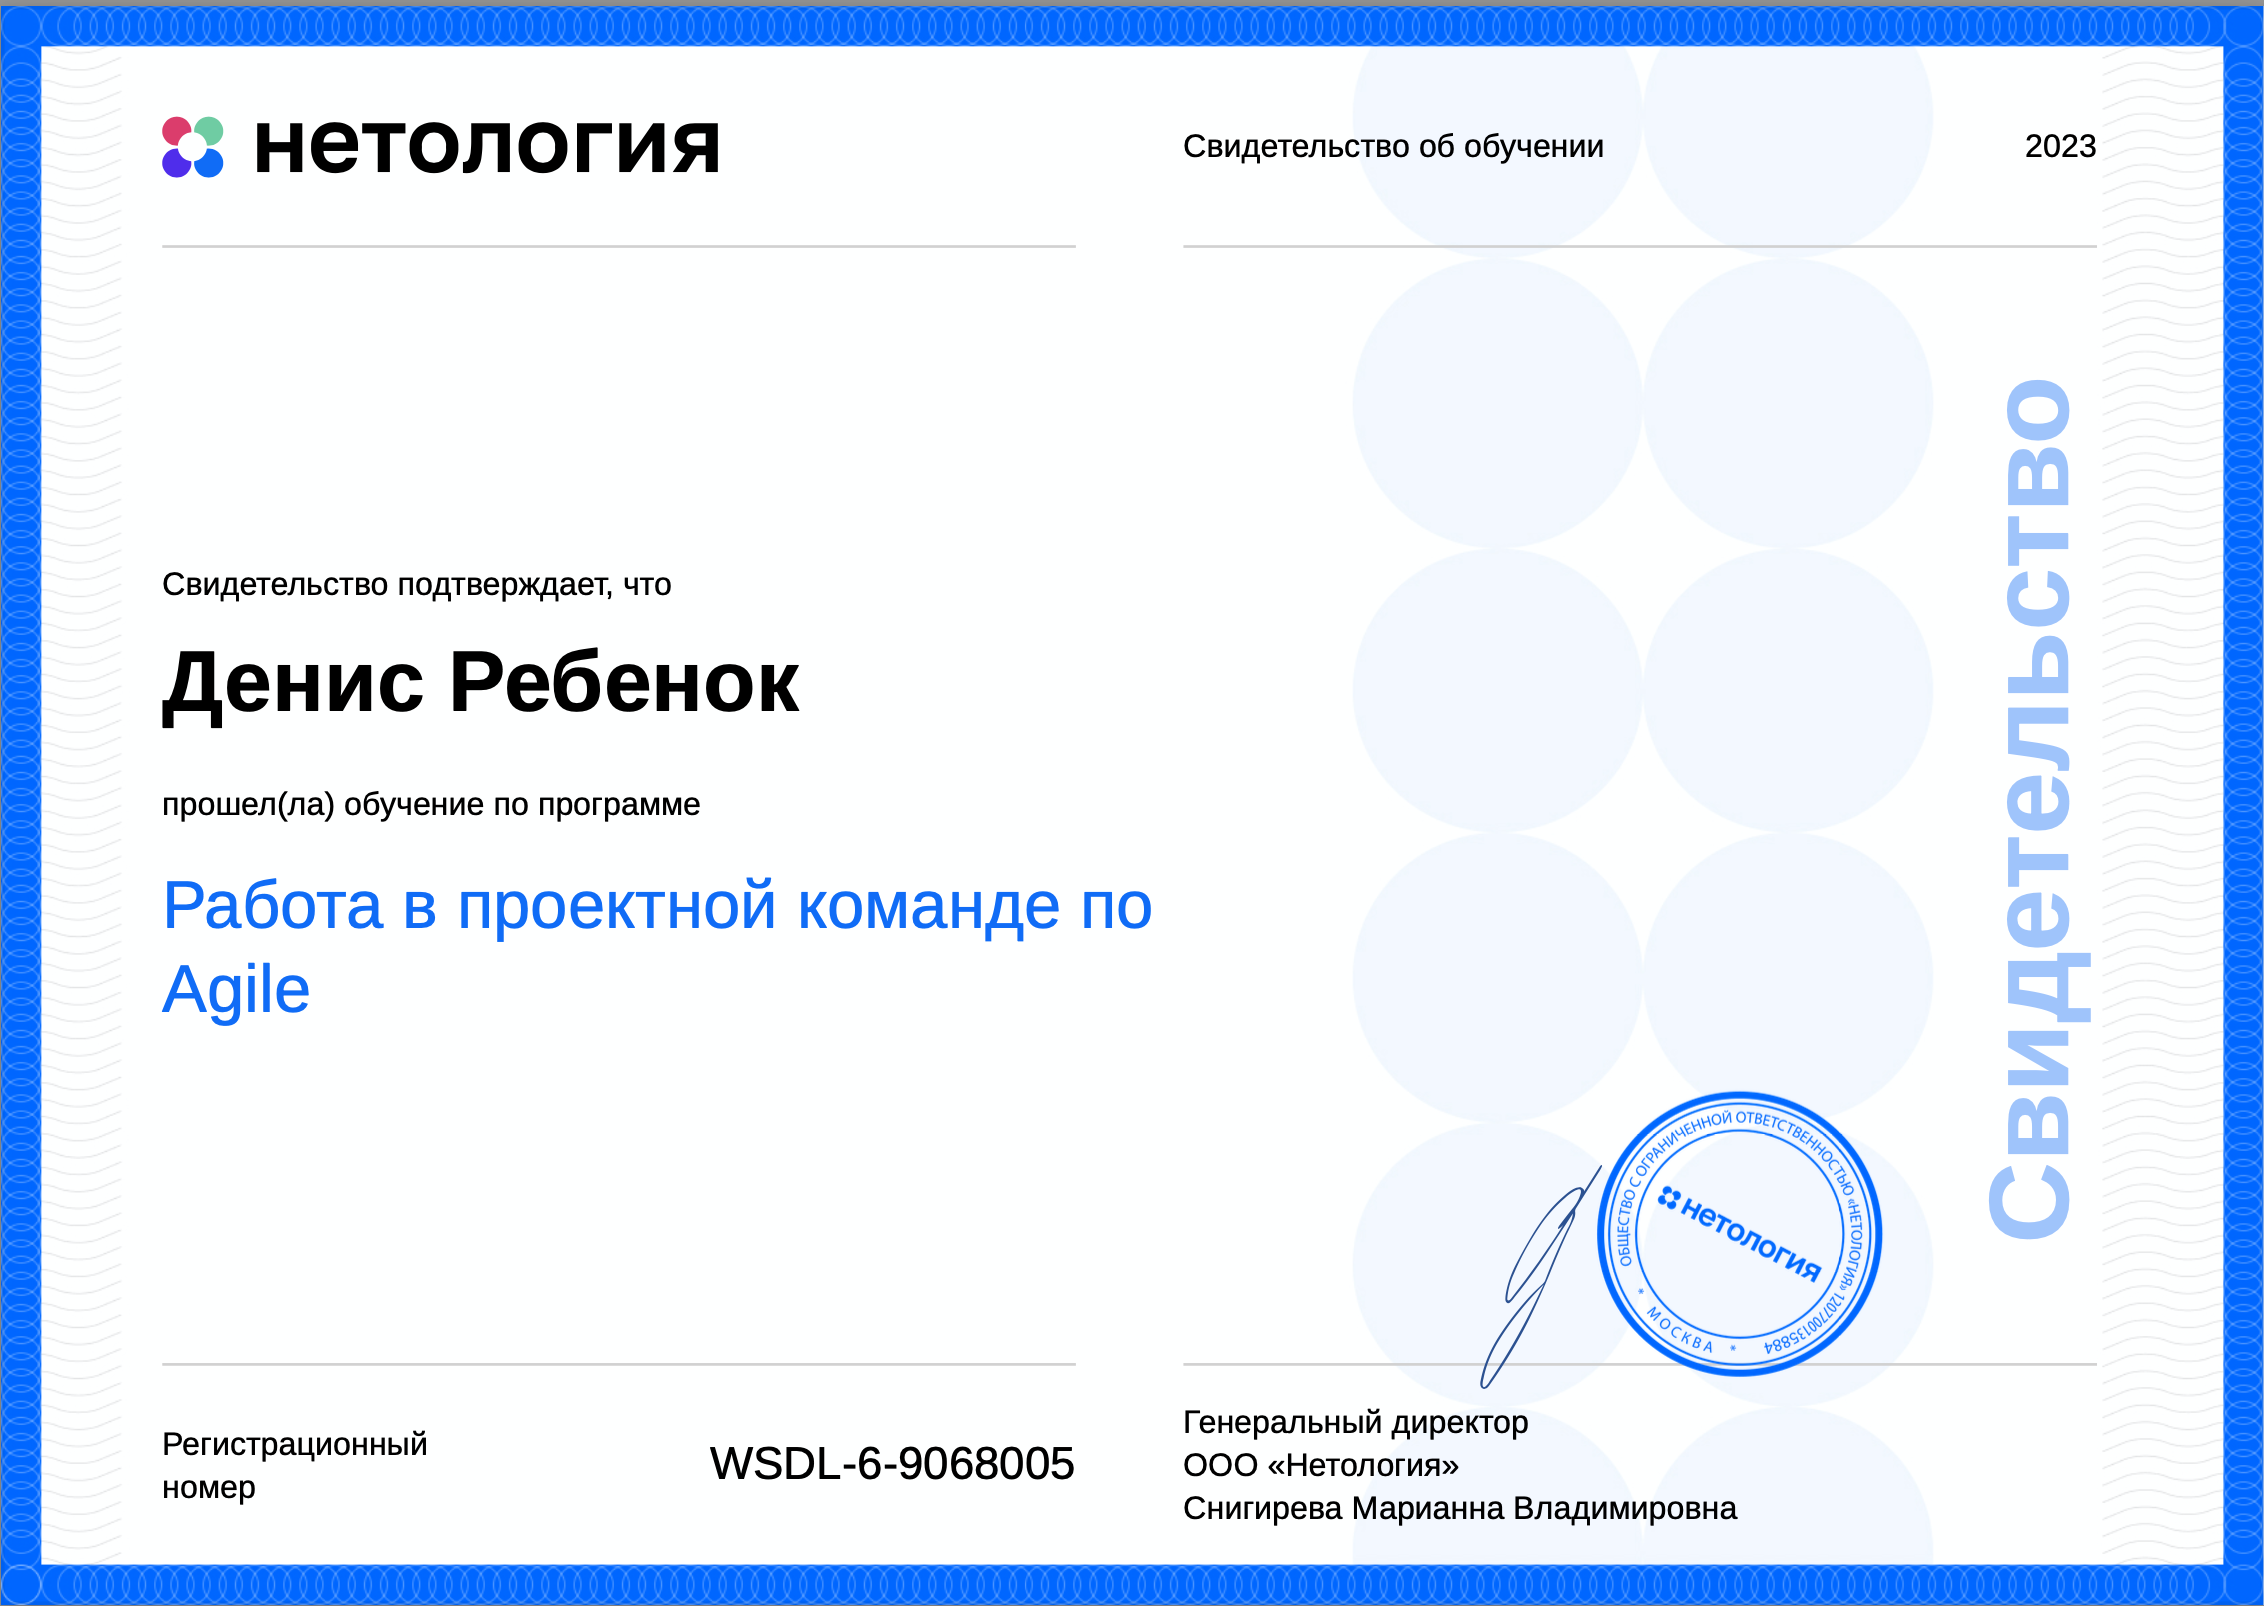 нетология
Свидетельство об обучении
2023
Свидетельство подтверждает, что
Денис Ребенок
прошел(ла) обучение по программе
Работа в проектной команде по
Agile
Свидетельство
ОБЩЕСТВО С ОГРАНИЧЕННОЙ ОТВЕТСТВЕННОСТЬЮ «НЕТОЛОГИЯ» 1207700135884
* МОСКВА *
нетология
Регистрационный
номер
WSDL-6-9068005
Генеральный директор
ООО «Нетология»
Снигирева Марианна Владимировна